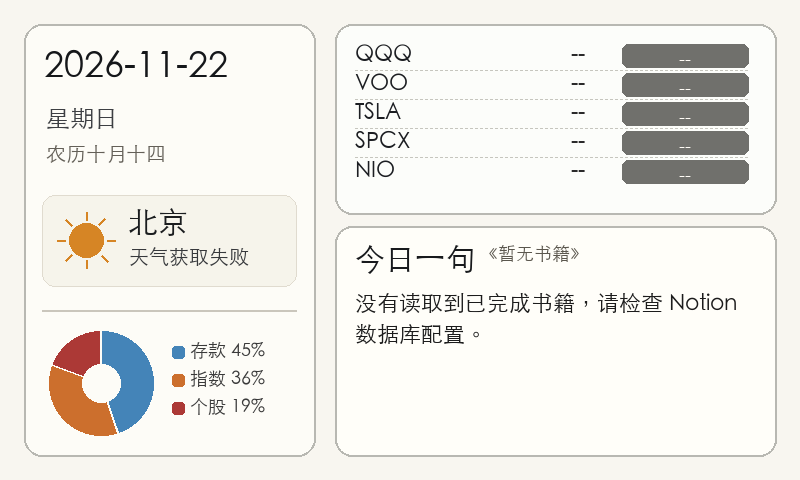 2026-11-22
星期日
农历十月十四
北京
天气获取失败
存款 45%
指数 36%
个股 19%
QQQ -- --
VOO -- --
TSLA -- --
SPCX -- --
NIO -- --
今日一句 《暂无书籍》
没有读取到已完成书籍，请检查 Notion
数据库配置。